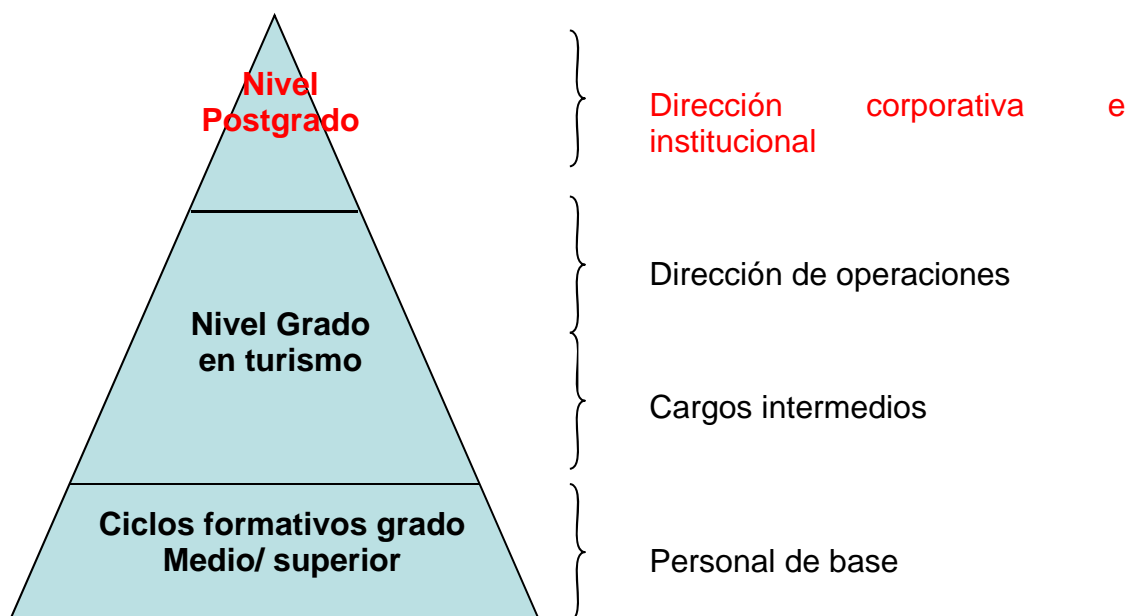 Nivel
Postgrado
Dirección corporativa e
institucional
Dirección de operaciones
Nivel Grado
en turismo
Cargos intermedios
Ciclos formativos grado
Medio/ superior
Personal de base